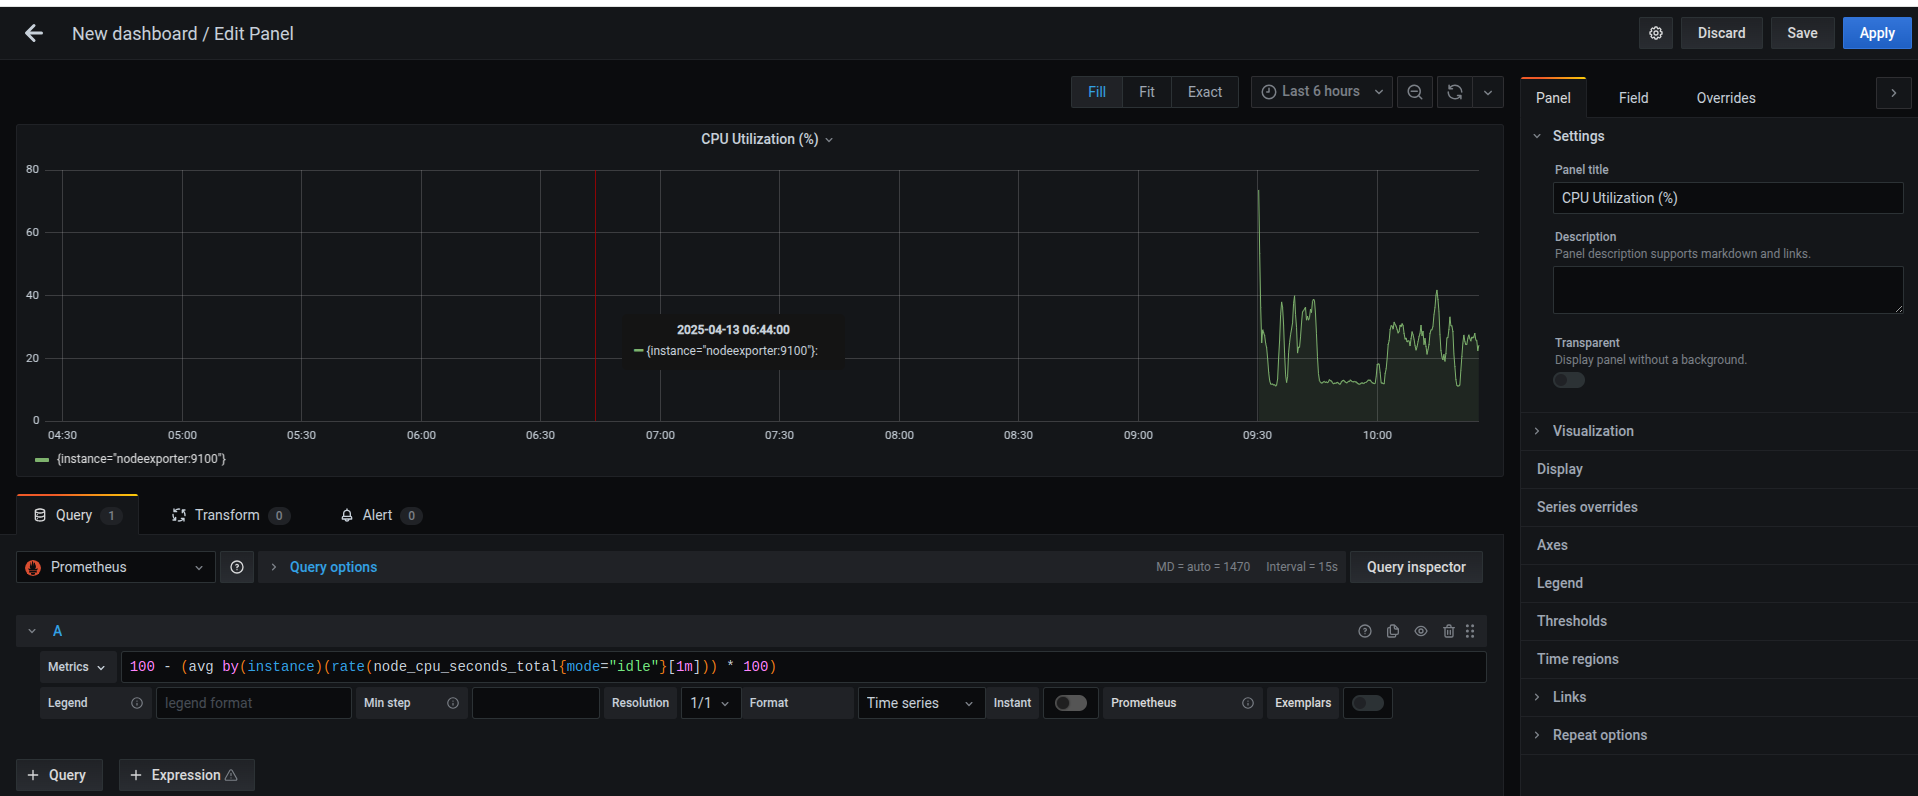 New dashboard / Edit Panel
Discard
Save
Apply
Fill
Fit
Exact
Last 6 hours
CPU Utilization (%)
80
60
40
20
0
2025-04-13 06:44:00
{instance="nodeexporter:9100"}:
04:30
05:00
05:30
06:00
06:30
07:00
07:30
08:00
08:30
09:00
09:30
10:00
{instance="nodeexporter:9100"}
Query 1
Transform 0
Alert 0
Prometheus
Query options
MD = auto = 1470
Interval = 15s
Query inspector
A
Metrics
100 - (avg by(instance)(rate(node_cpu_seconds_total{mode="idle"}[1m])) * 100)
Legend
legend format
Min step
Resolution
1/1
Format
Time series
Instant
Prometheus
Exemplars
+ Query
+ Expression
Panel
Field
Overrides
Settings
Panel title
CPU Utilization (%)
Description
Panel description supports markdown and links.
Transparent
Display panel without a background.
Visualization
Display
Series overrides
Axes
Legend
Thresholds
Time regions
Links
Repeat options